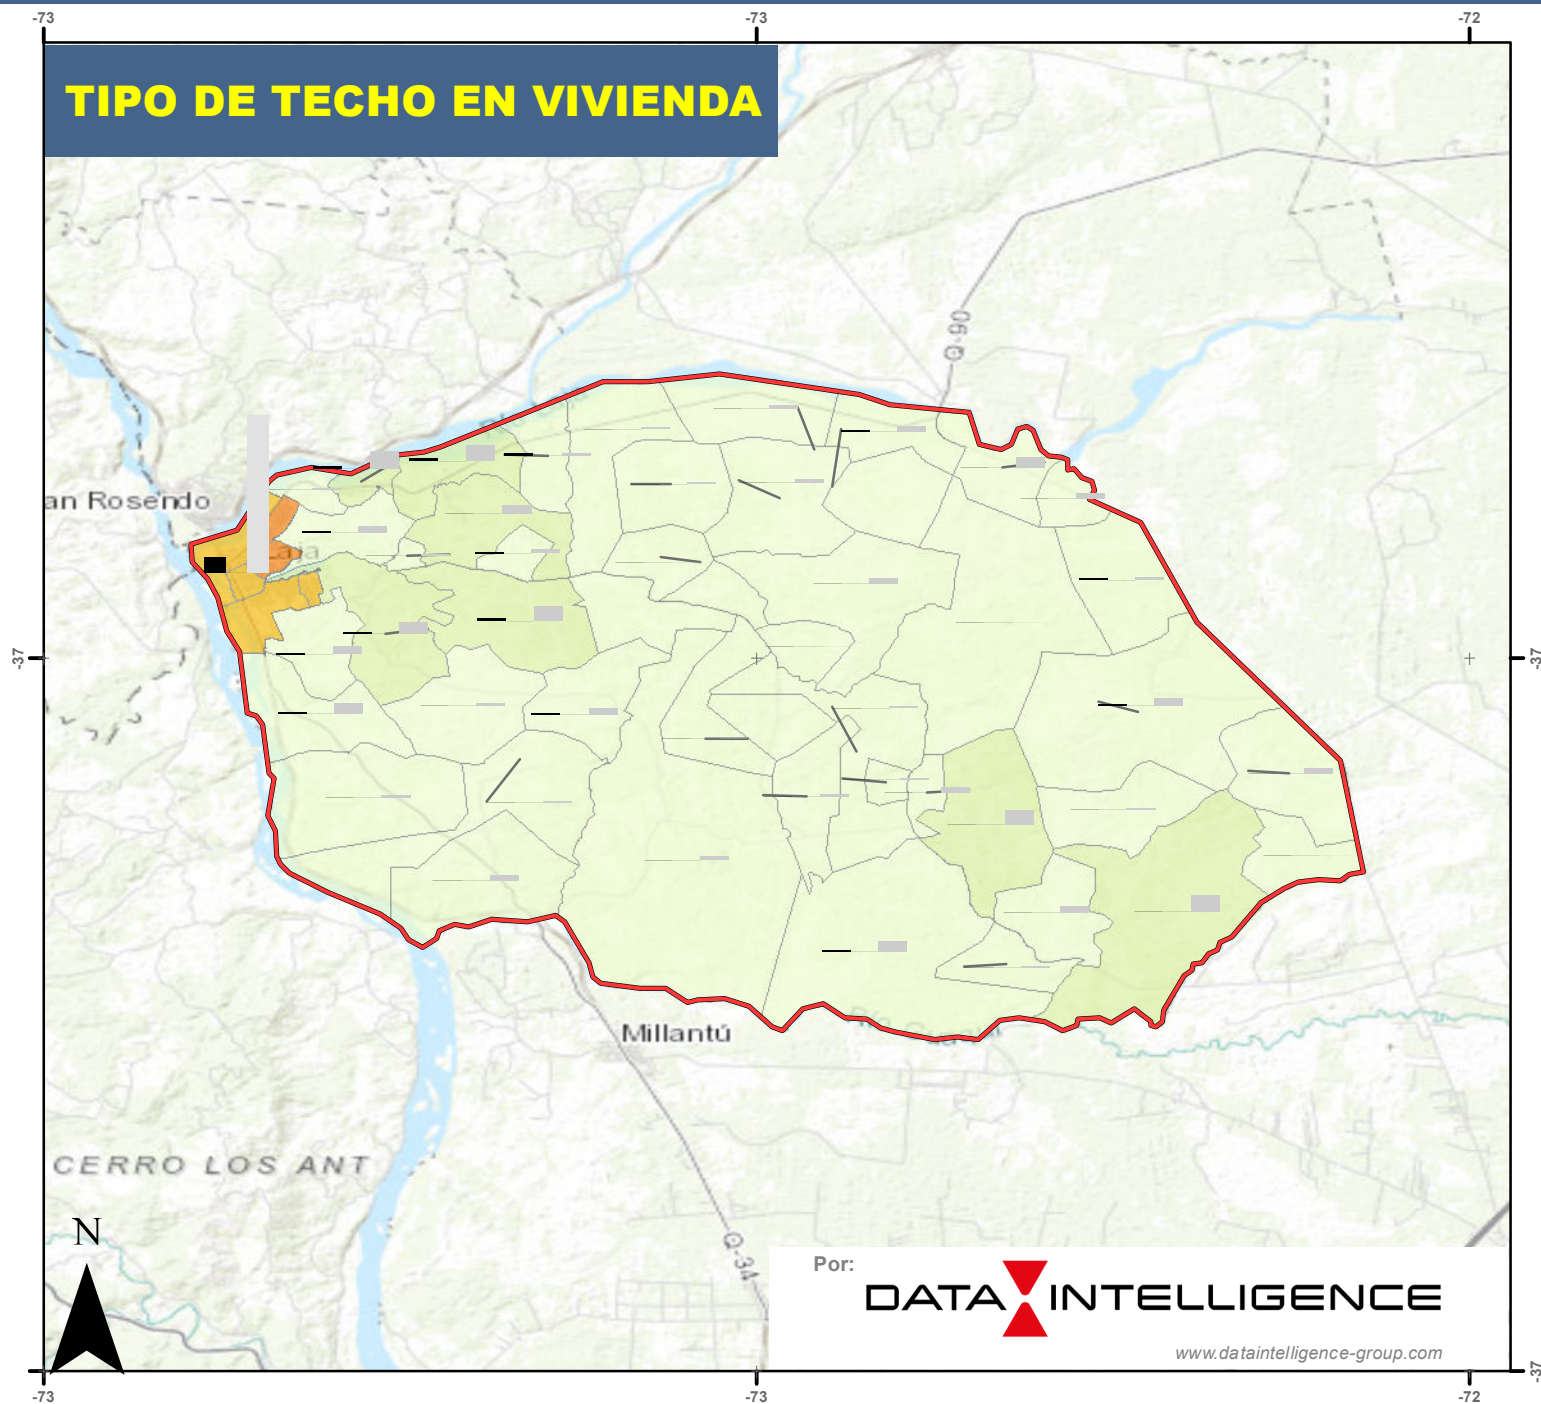 -73
-73
-72
TIPO DE TECHO EN VIVIENDA
Q-90
an Rosendo
Laja
-37
-37
Millantú
CERRO LOS ANT
N
Q-34
Por:
DATA INTELLIGENCE
www.dataintelligence-group.com
-37
-73
-73
-72